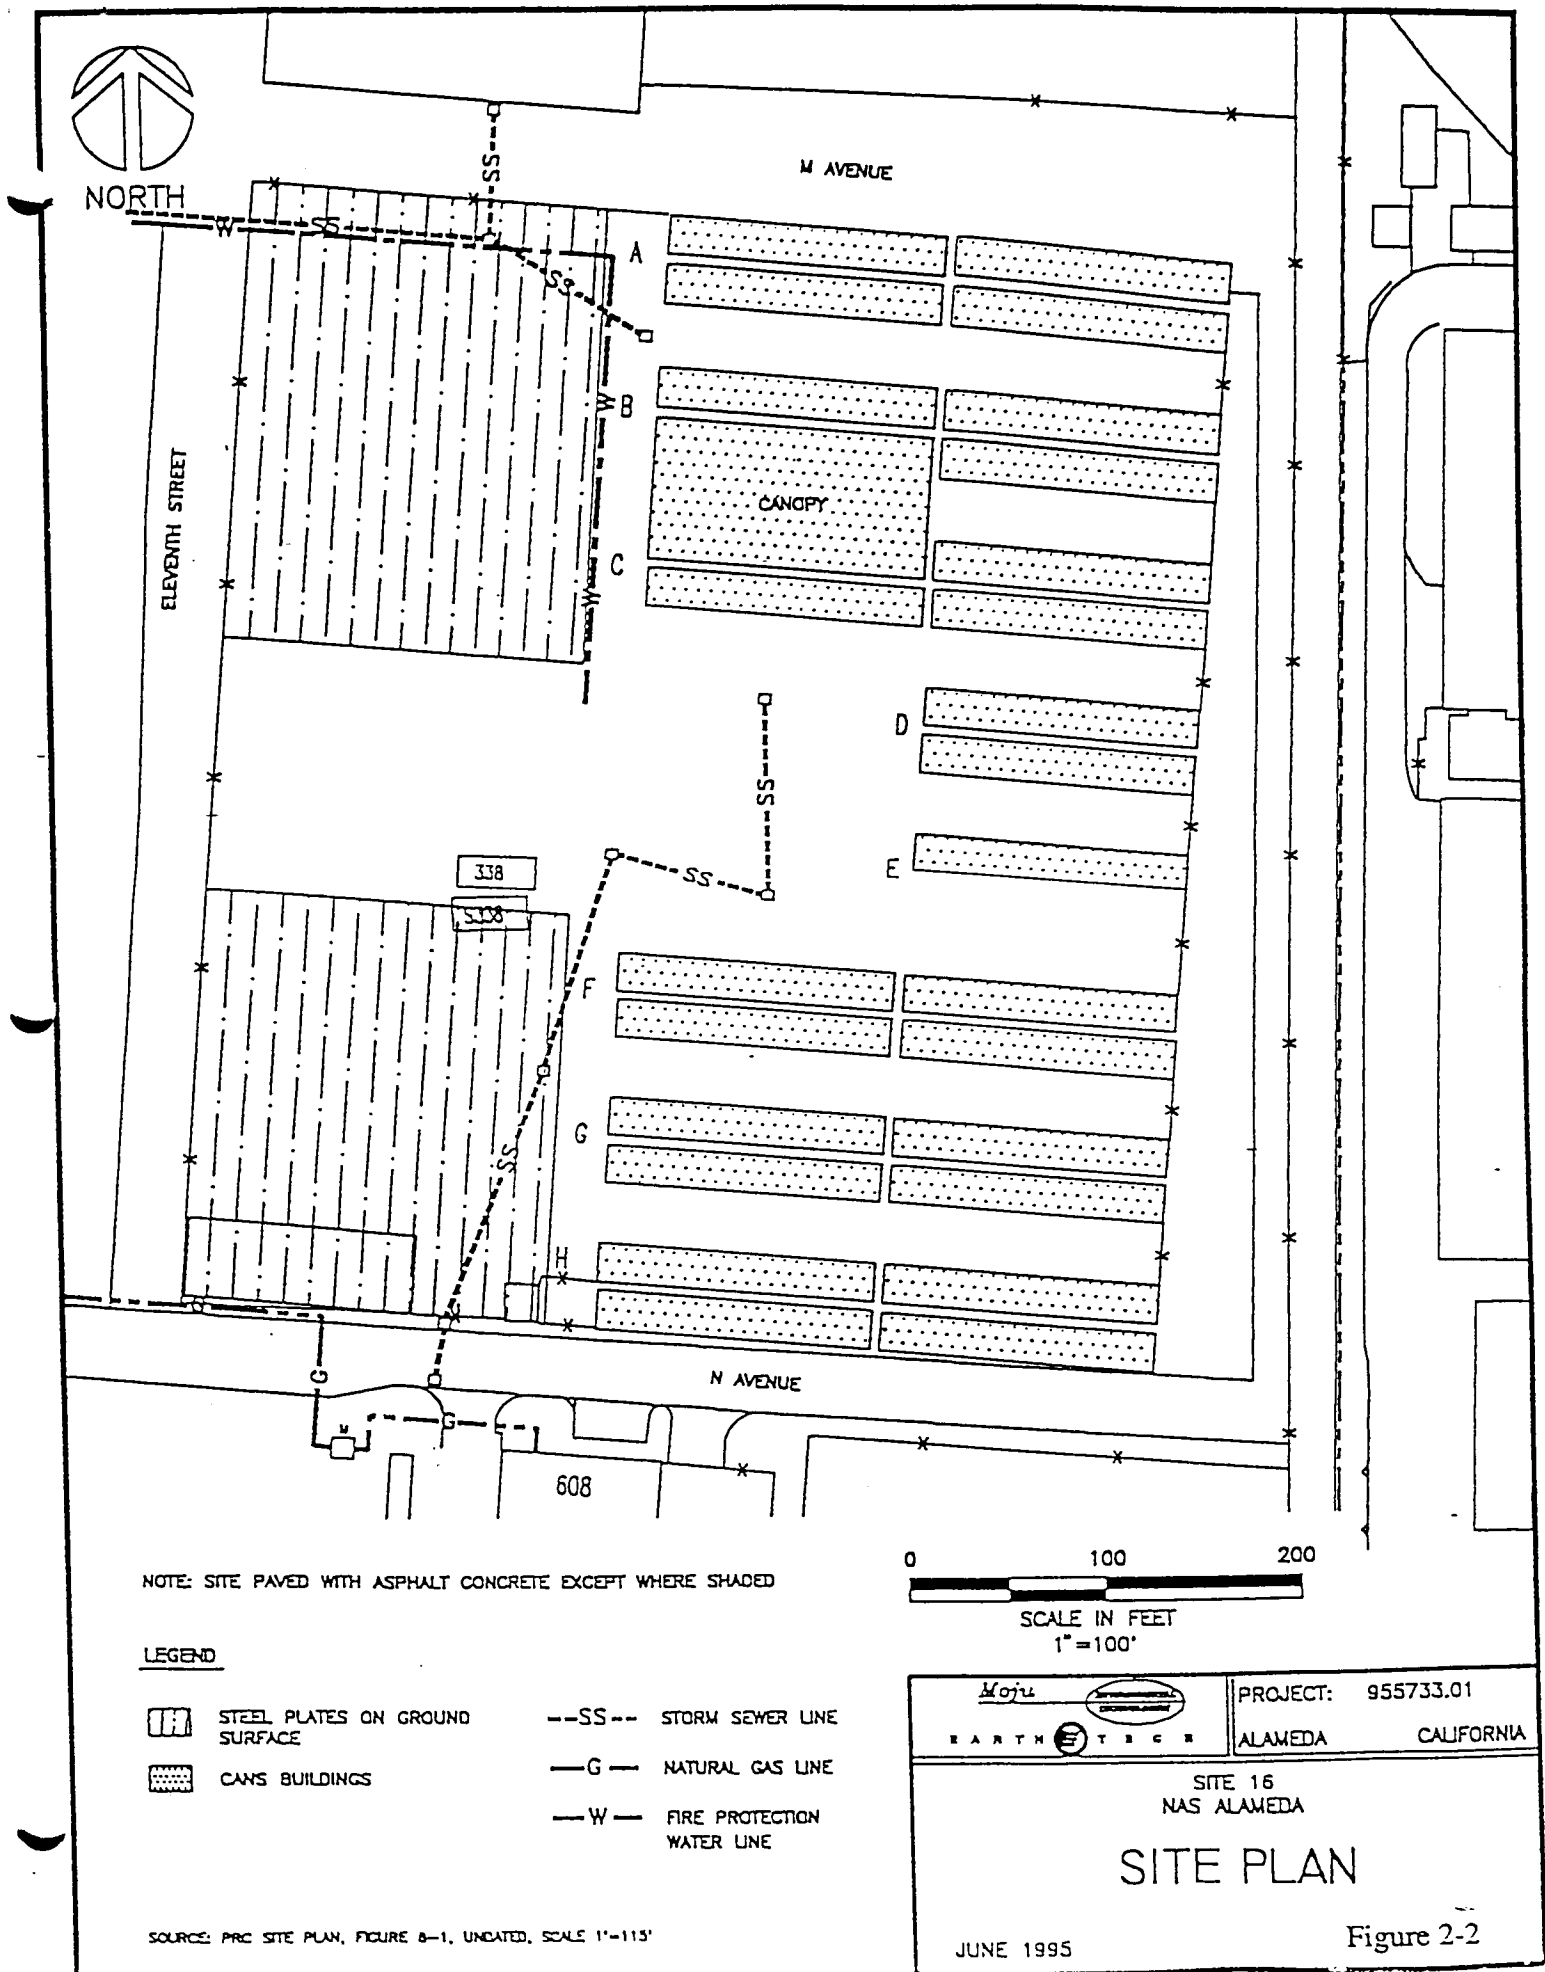 NORTH
M AVENUE
SS
W
SS
A
SS
W
B
ELEVENTH STREET
CANOPY
C
W
D
SS
338
SS
E
S338
F
G
SS
H
G
G
N AVENUE
M
G
608
0 100 200
NOTE: SITE PAVED WITH ASPHALT CONCRETE EXCEPT WHERE SHADED
SCALE IN FEET
1"=100'
LEGEND
STEEL PLATES ON GROUND
SURFACE
CANS BUILDINGS
--SS-- STORM SEWER LINE
—G— NATURAL GAS LINE
—W— FIRE PROTECTION
WATER LINE
Moju
EARTH TECH
PROJECT: 955733.01
ALAMEDA CALIFORNIA
SITE 16
NAS ALAMEDA
SITE PLAN
SOURCE: PRC SITE PLAN, FIGURE 8-1, UNDATED, SCALE 1"=115'
JUNE 1995
Figure 2-2